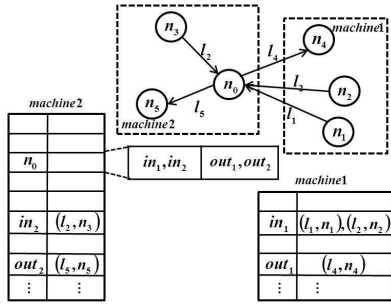 n₃ machine1
l₂ l₄ n₄
n₀
l₂ n₂
n₅ l₅ l₁
machine2 n₁
machine2
n₀ in₁,in₂ out₁,out₂
machine1
in₂ (l₂,n₃) in₁ (l₁,n₁),(l₂,n₂)
out₂ (l₅,n₅) out₁ (l₄,n₄)
⋮ ⋮ ⋮ ⋮